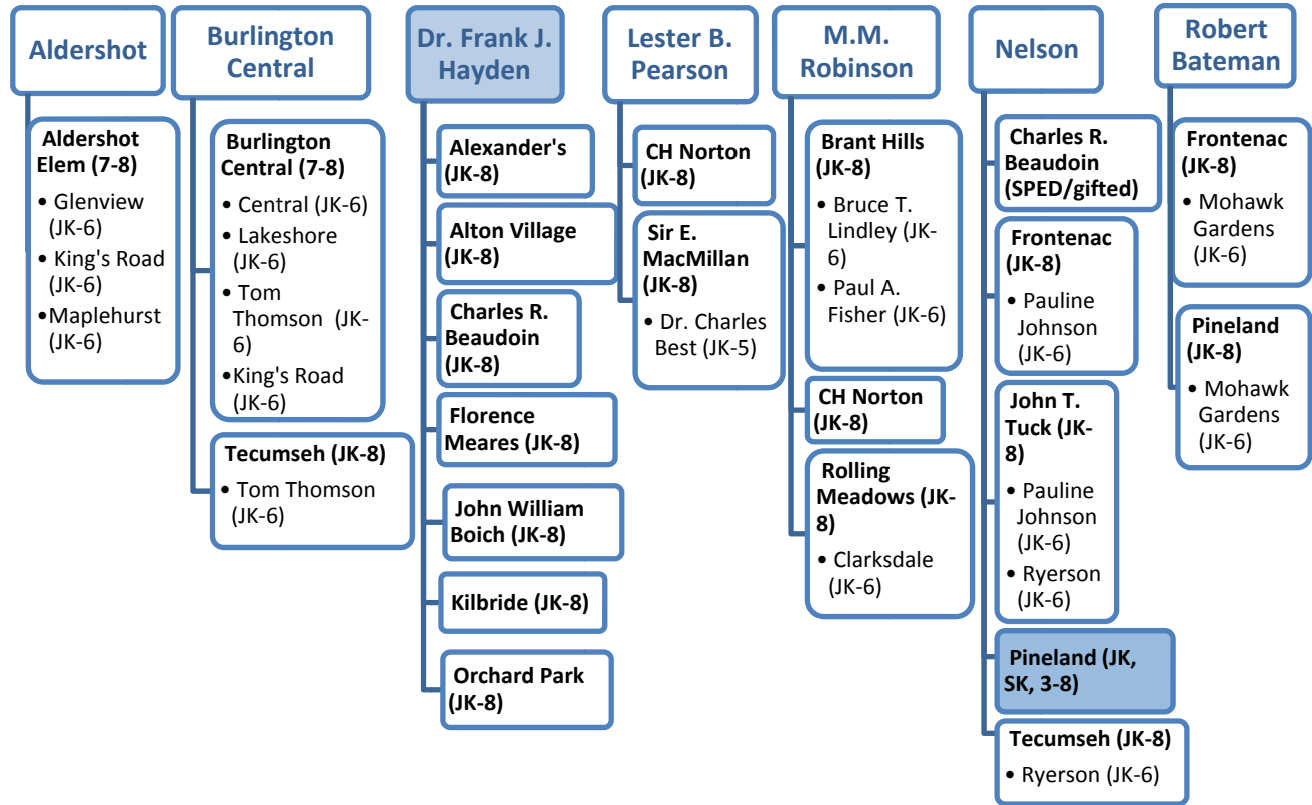 Aldershot
Aldershot
Elem (7-8)
• Glenview
(JK-6)
• King's Road
(JK-6)
•Maplehurst
(JK-6)
Burlington
Central
Burlington
Central (7-8)
• Central (JK-6)
• Lakeshore
(JK-6)
• Tom
Thomson (JK-
6)
•King's Road
(JK-6)
Tecumseh (JK-8)
• Tom Thomson
(JK-6)
Dr. Frank J.
Hayden
Alexander's
(JK-8)
Alton Village
(JK-8)
Charles R.
Beaudoin
(JK-8)
Florence
Meares (JK-8)
John William
Boich (JK-8)
Kilbride (JK-8)
Orchard Park
(JK-8)
Lester B.
Pearson
CH Norton
(JK-8)
Sir E.
MacMillan
(JK-8)
• Dr. Charles
Best (JK-5)
M.M.
Robinson
Brant Hills
(JK-8)
• Bruce T.
Lindley (JK-
6)
• Paul A.
Fisher (JK-6)
CH Norton
(JK-8)
Rolling
Meadows (JK-
8)
• Clarksdale
(JK-6)
Nelson
Charles R.
Beaudoin
(SPED/gifted)
Frontenac
(JK-8)
• Pauline
Johnson
(JK-6)
John T.
Tuck (JK-
8)
• Pauline
Johnson
(JK-6)
• Ryerson
(JK-6)
Pineland (JK,
SK, 3-8)
Tecumseh (JK-8)
• Ryerson (JK-6)
Robert
Bateman
Frontenac
(JK-8)
• Mohawk
Gardens
(JK-6)
Pineland
(JK-8)
• Mohawk
Gardens
(JK-6)